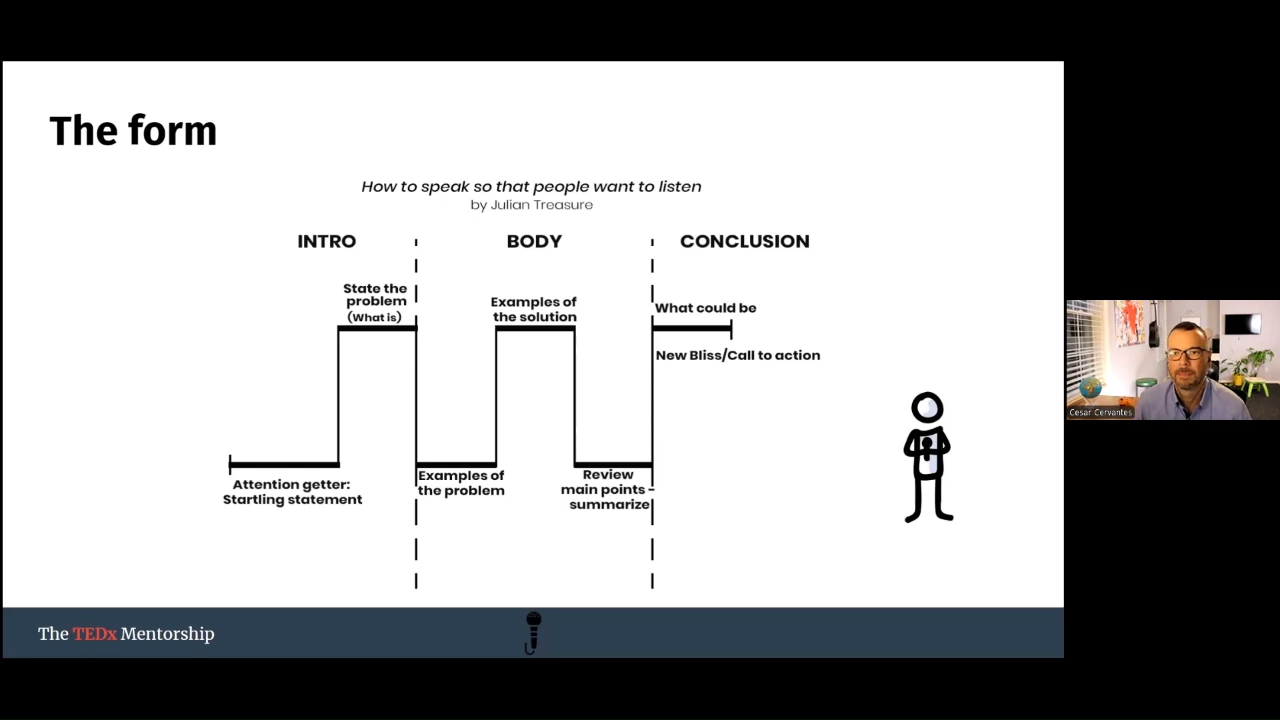 The form
How to speak so that people want to listen
by Julian Treasure
INTRO
BODY
CONCLUSION
State the
problem
(What is)
Examples of
the solution
What could be
New Bliss/Call to action
Attention getter:
Startling statement
Examples of
the problem
Review
main points -
summarize
Cesar Cervantes
The TEDx Mentorship